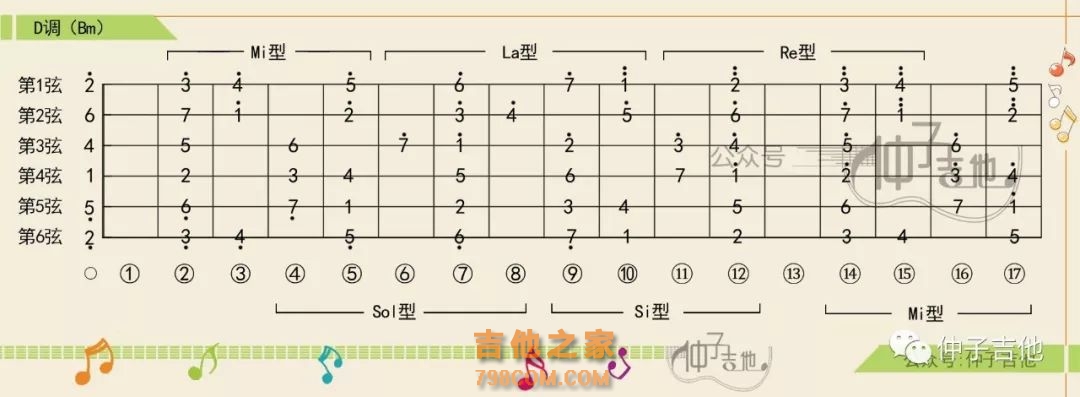 D调（Bm）
Mi型 La型 Re型
第1弦 2 3 4 5 6 7 1 2 3 4 5
第2弦 6 7 1 2 3 4 5 6 7 1 2
第3弦 4 5 6 7 1 2 3 4 5 6
公众号 仲子吉他
第4弦 1 2 3 4 5 6 7 1 2 3 4
第5弦 5 6 7 1 2 3 4 5 6 7 1
第6弦 2 3 4 5 6 7 1 2 3 4 5
○ ① ② ③ ④ ⑤ ⑥ ⑦ ⑧ ⑨ ⑩ ⑪ ⑫ ⑬ ⑭ ⑮ ⑯ ⑰
Sol型 Si型 Mi型
吉他之家 仲子吉他 仲子吉他
798COM.COM 公众号:仲子吉他